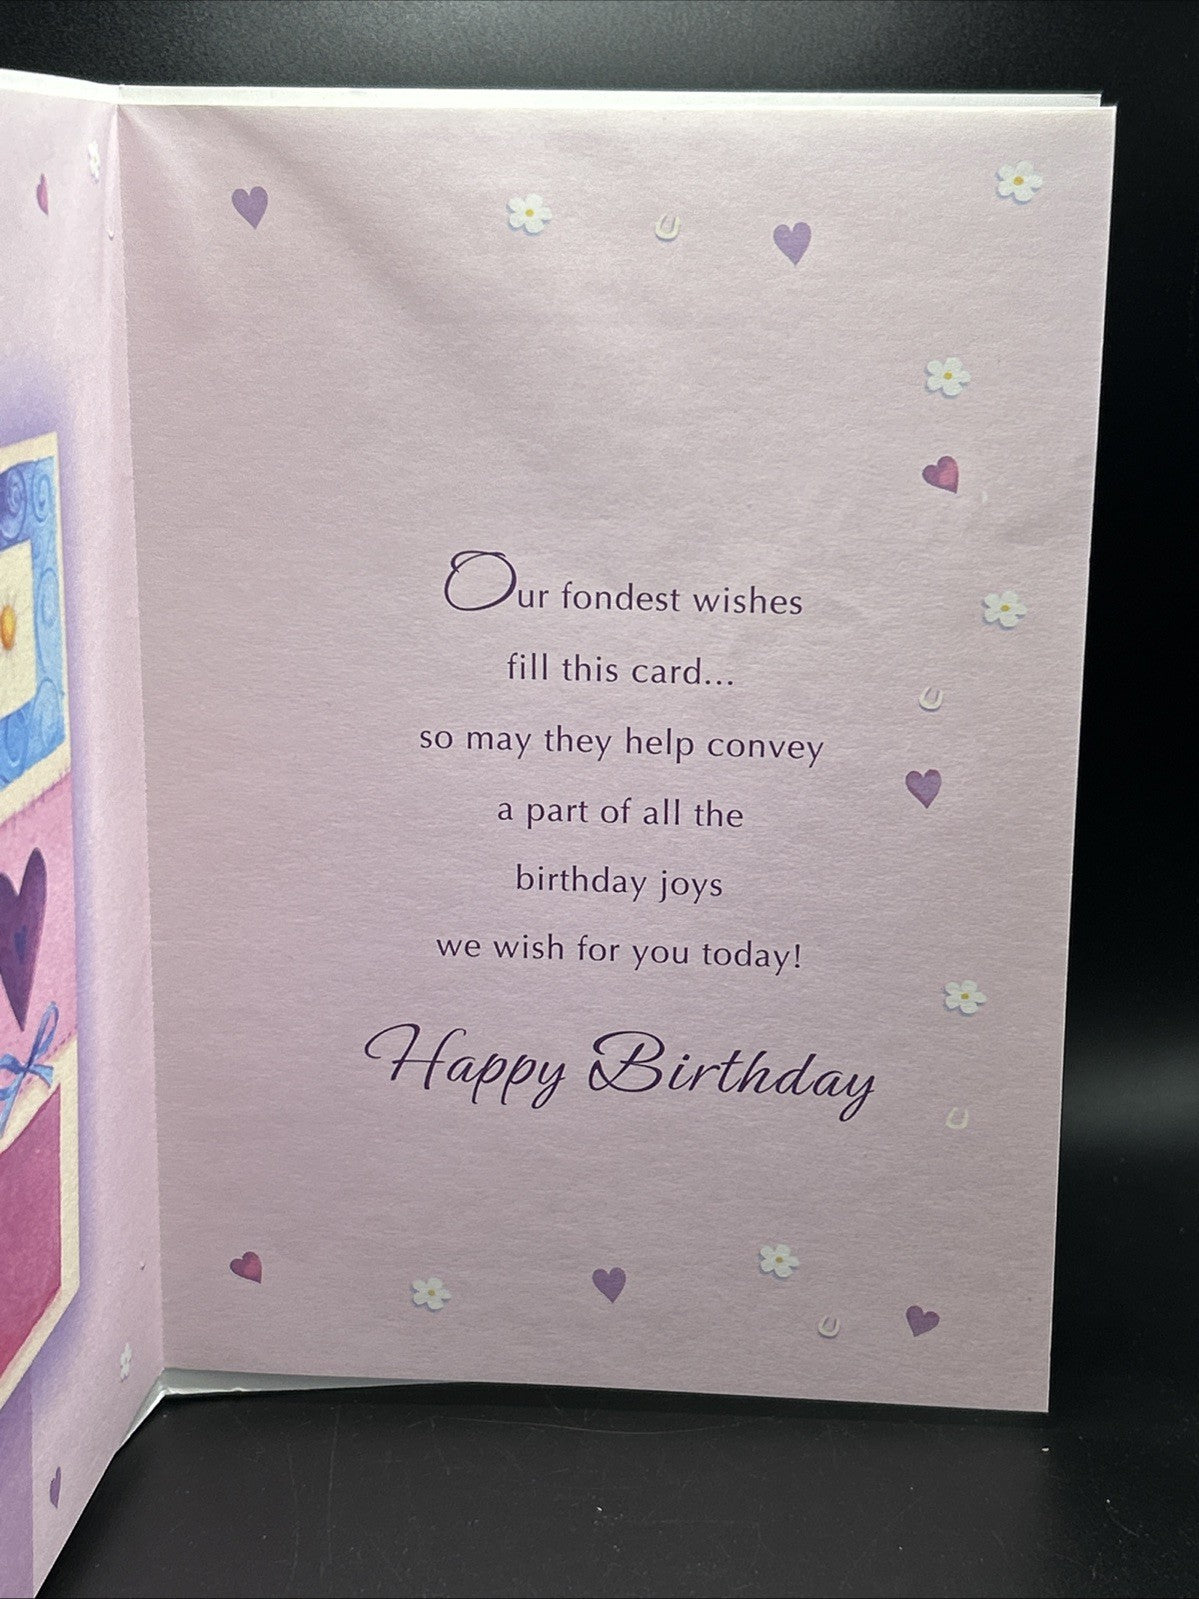 Our fondest wishes
fill this card...
so may they help convey
a part of all the
birthday joys
we wish for you today!
Happy Birthday